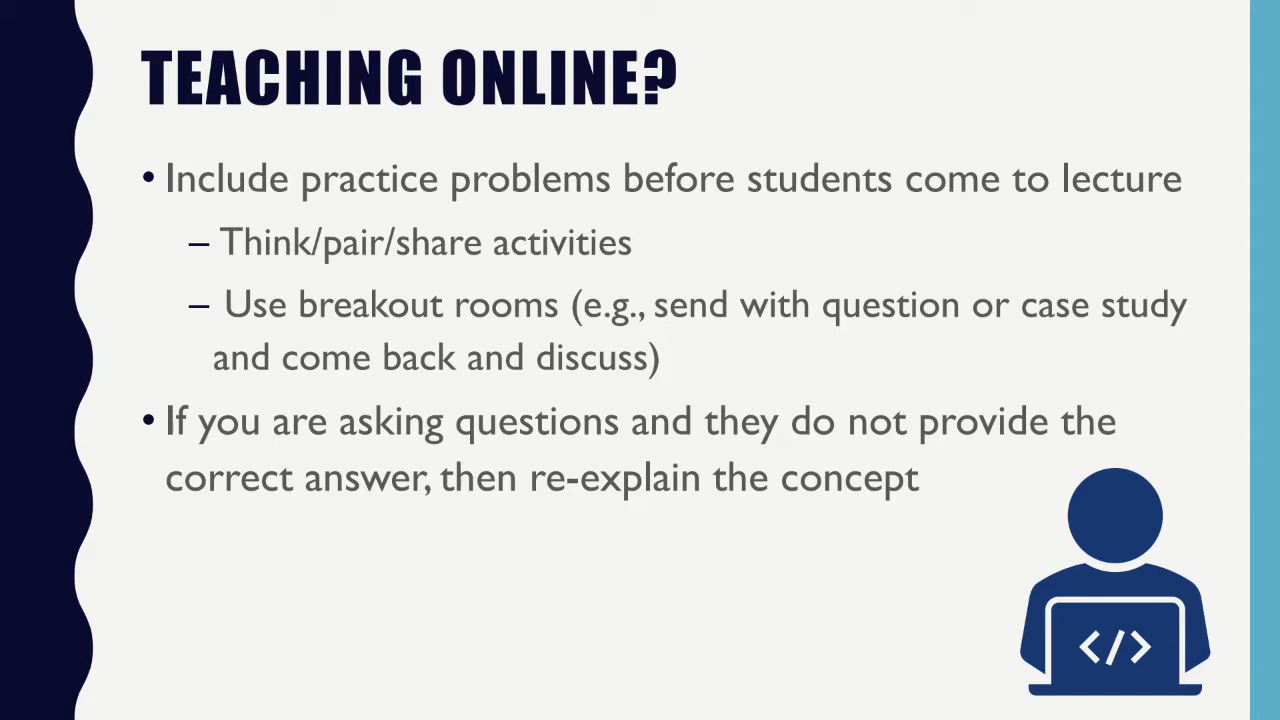 TEACHING ONLINE?
• Include practice problems before students come to lecture
– Think/pair/share activities
– Use breakout rooms (e.g., send with question or case study
and come back and discuss)
• If you are asking questions and they do not provide the
correct answer, then re-explain the concept
</>